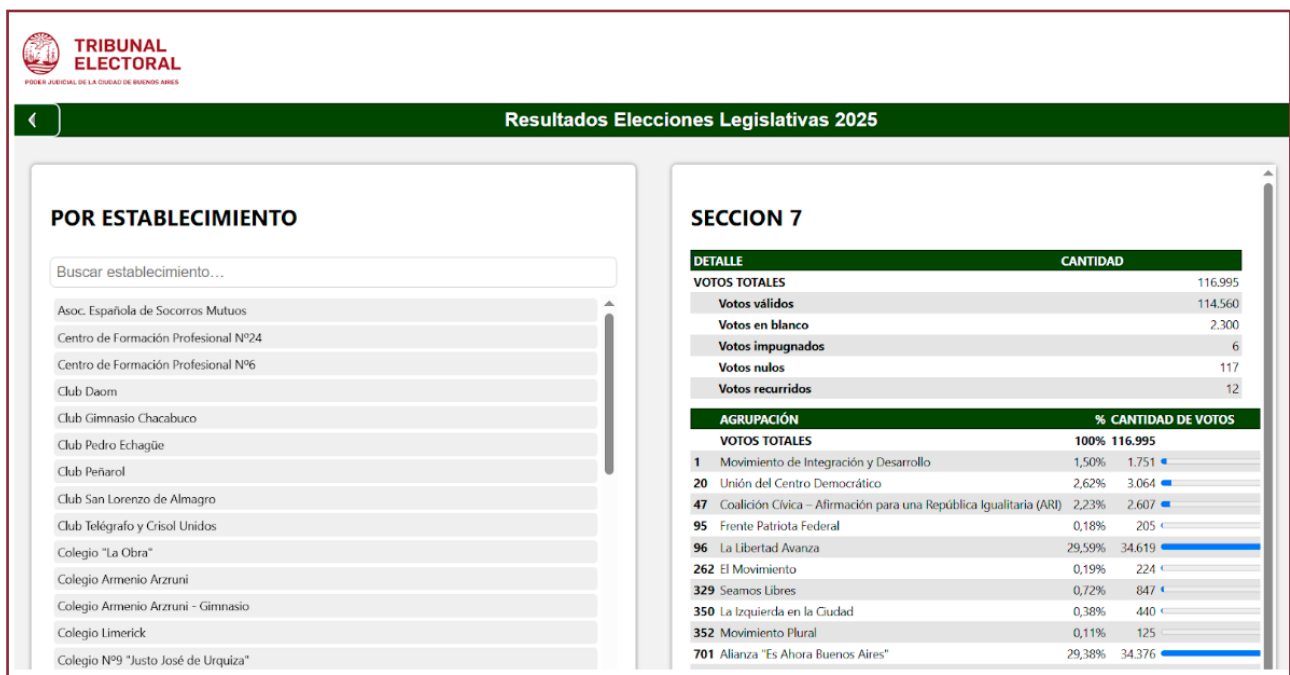 TRIBUNAL
ELECTORAL
PODER JUDICIAL DE LA CIUDAD DE BUENOS AIRES
Resultados Elecciones Legislativas 2025
POR ESTABLECIMIENTO
Buscar establecimiento...
Asoc. Española de Socorros Mutuos
Centro de Formación Profesional Nº24
Centro de Formación Profesional Nº6
Club Daom
Club Gimnasio Chacabuco
Club Pedro Echagüe
Club Peñarol
Club San Lorenzo de Almagro
Club Telégrafo y Crisol Unidos
Colegio "La Obra"
Colegio Armenio Arzruni
Colegio Armenio Arzruni - Gimnasio
Colegio Limerick
Colegio Nº9 "Justo José de Urquiza"
SECCION 7
DETALLE CANTIDAD
VOTOS TOTALES 116.995
Votos válidos 114.560
Votos en blanco 2.300
Votos impugnados 6
Votos nulos 117
Votos recurridos 12
AGRUPACIÓN % CANTIDAD DE VOTOS
VOTOS TOTALES 100% 116.995
1 Movimiento de Integración y Desarrollo 1,50% 1.751
20 Unión del Centro Democrático 2,62% 3.064
47 Coalición Cívica – Afirmación para una República Igualitaria (ARI) 2,23% 2.607
95 Frente Patriota Federal 0,18% 205
96 La Libertad Avanza 29,59% 34.619
262 El Movimiento 0,19% 224
329 Seamos Libres 0,72% 847
350 La Izquierda en la Ciudad 0,38% 440
352 Movimiento Plural 0,11% 125
701 Alianza "Es Ahora Buenos Aires" 29,38% 34.376